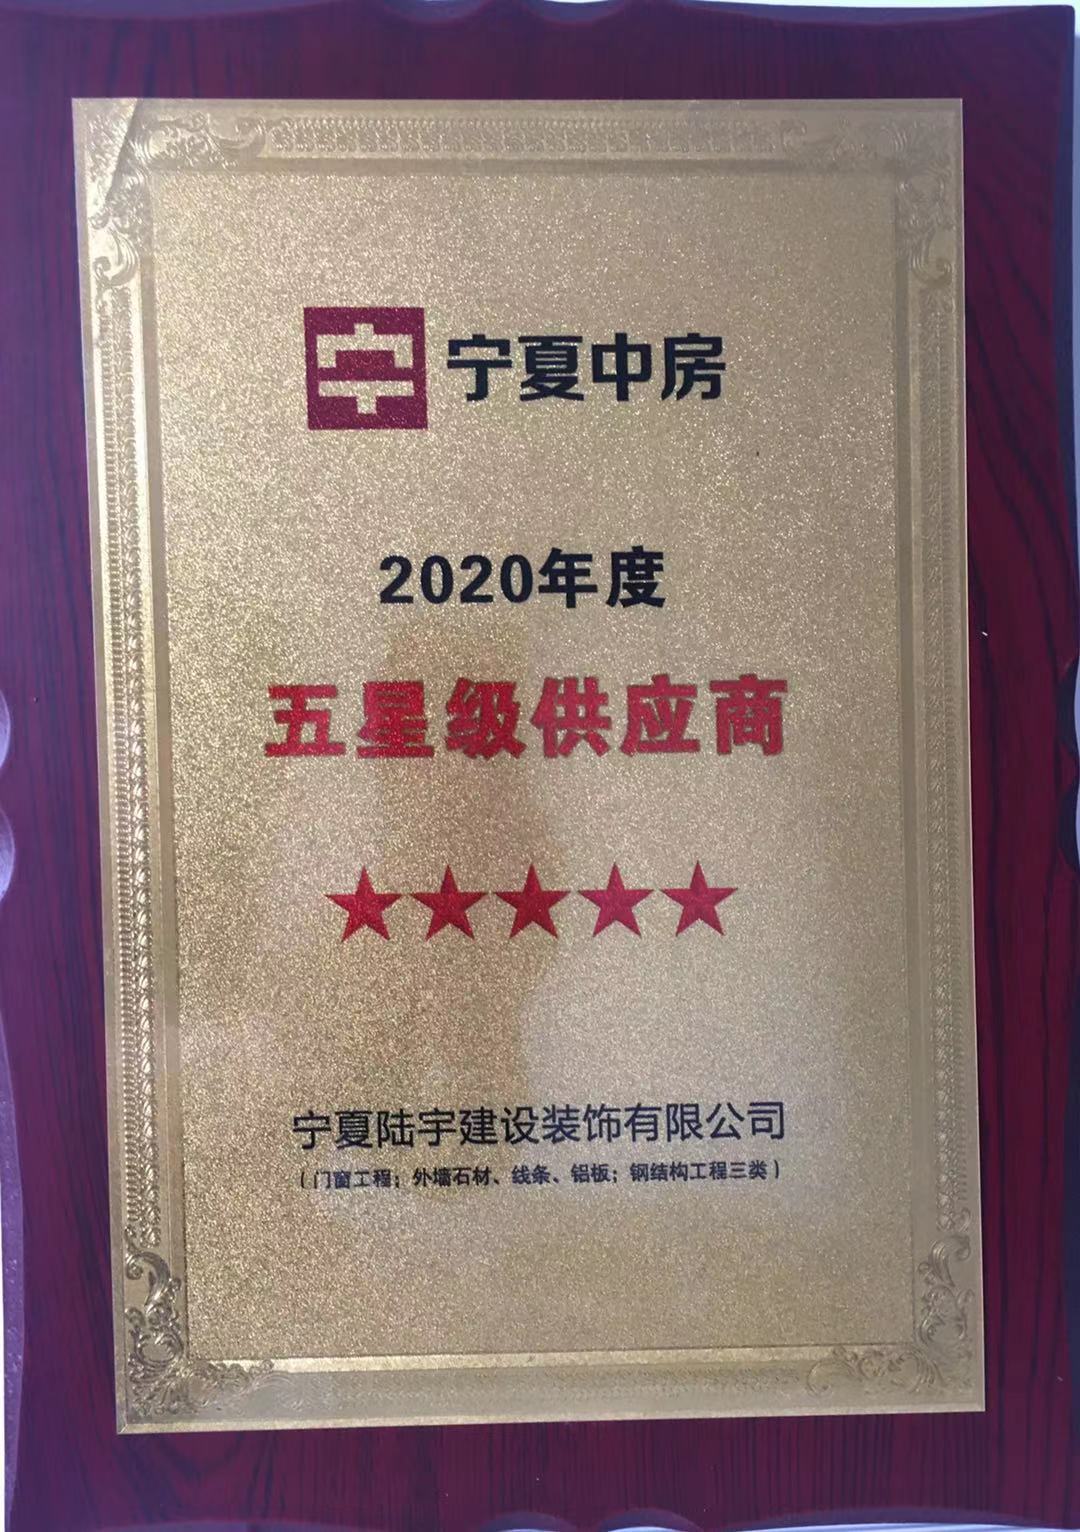 宁夏中房
2020年度
五星级供应商
宁夏陆宇建设装饰有限公司
（门窗工程；外墙石材、线条、铝板；钢结构工程三类）